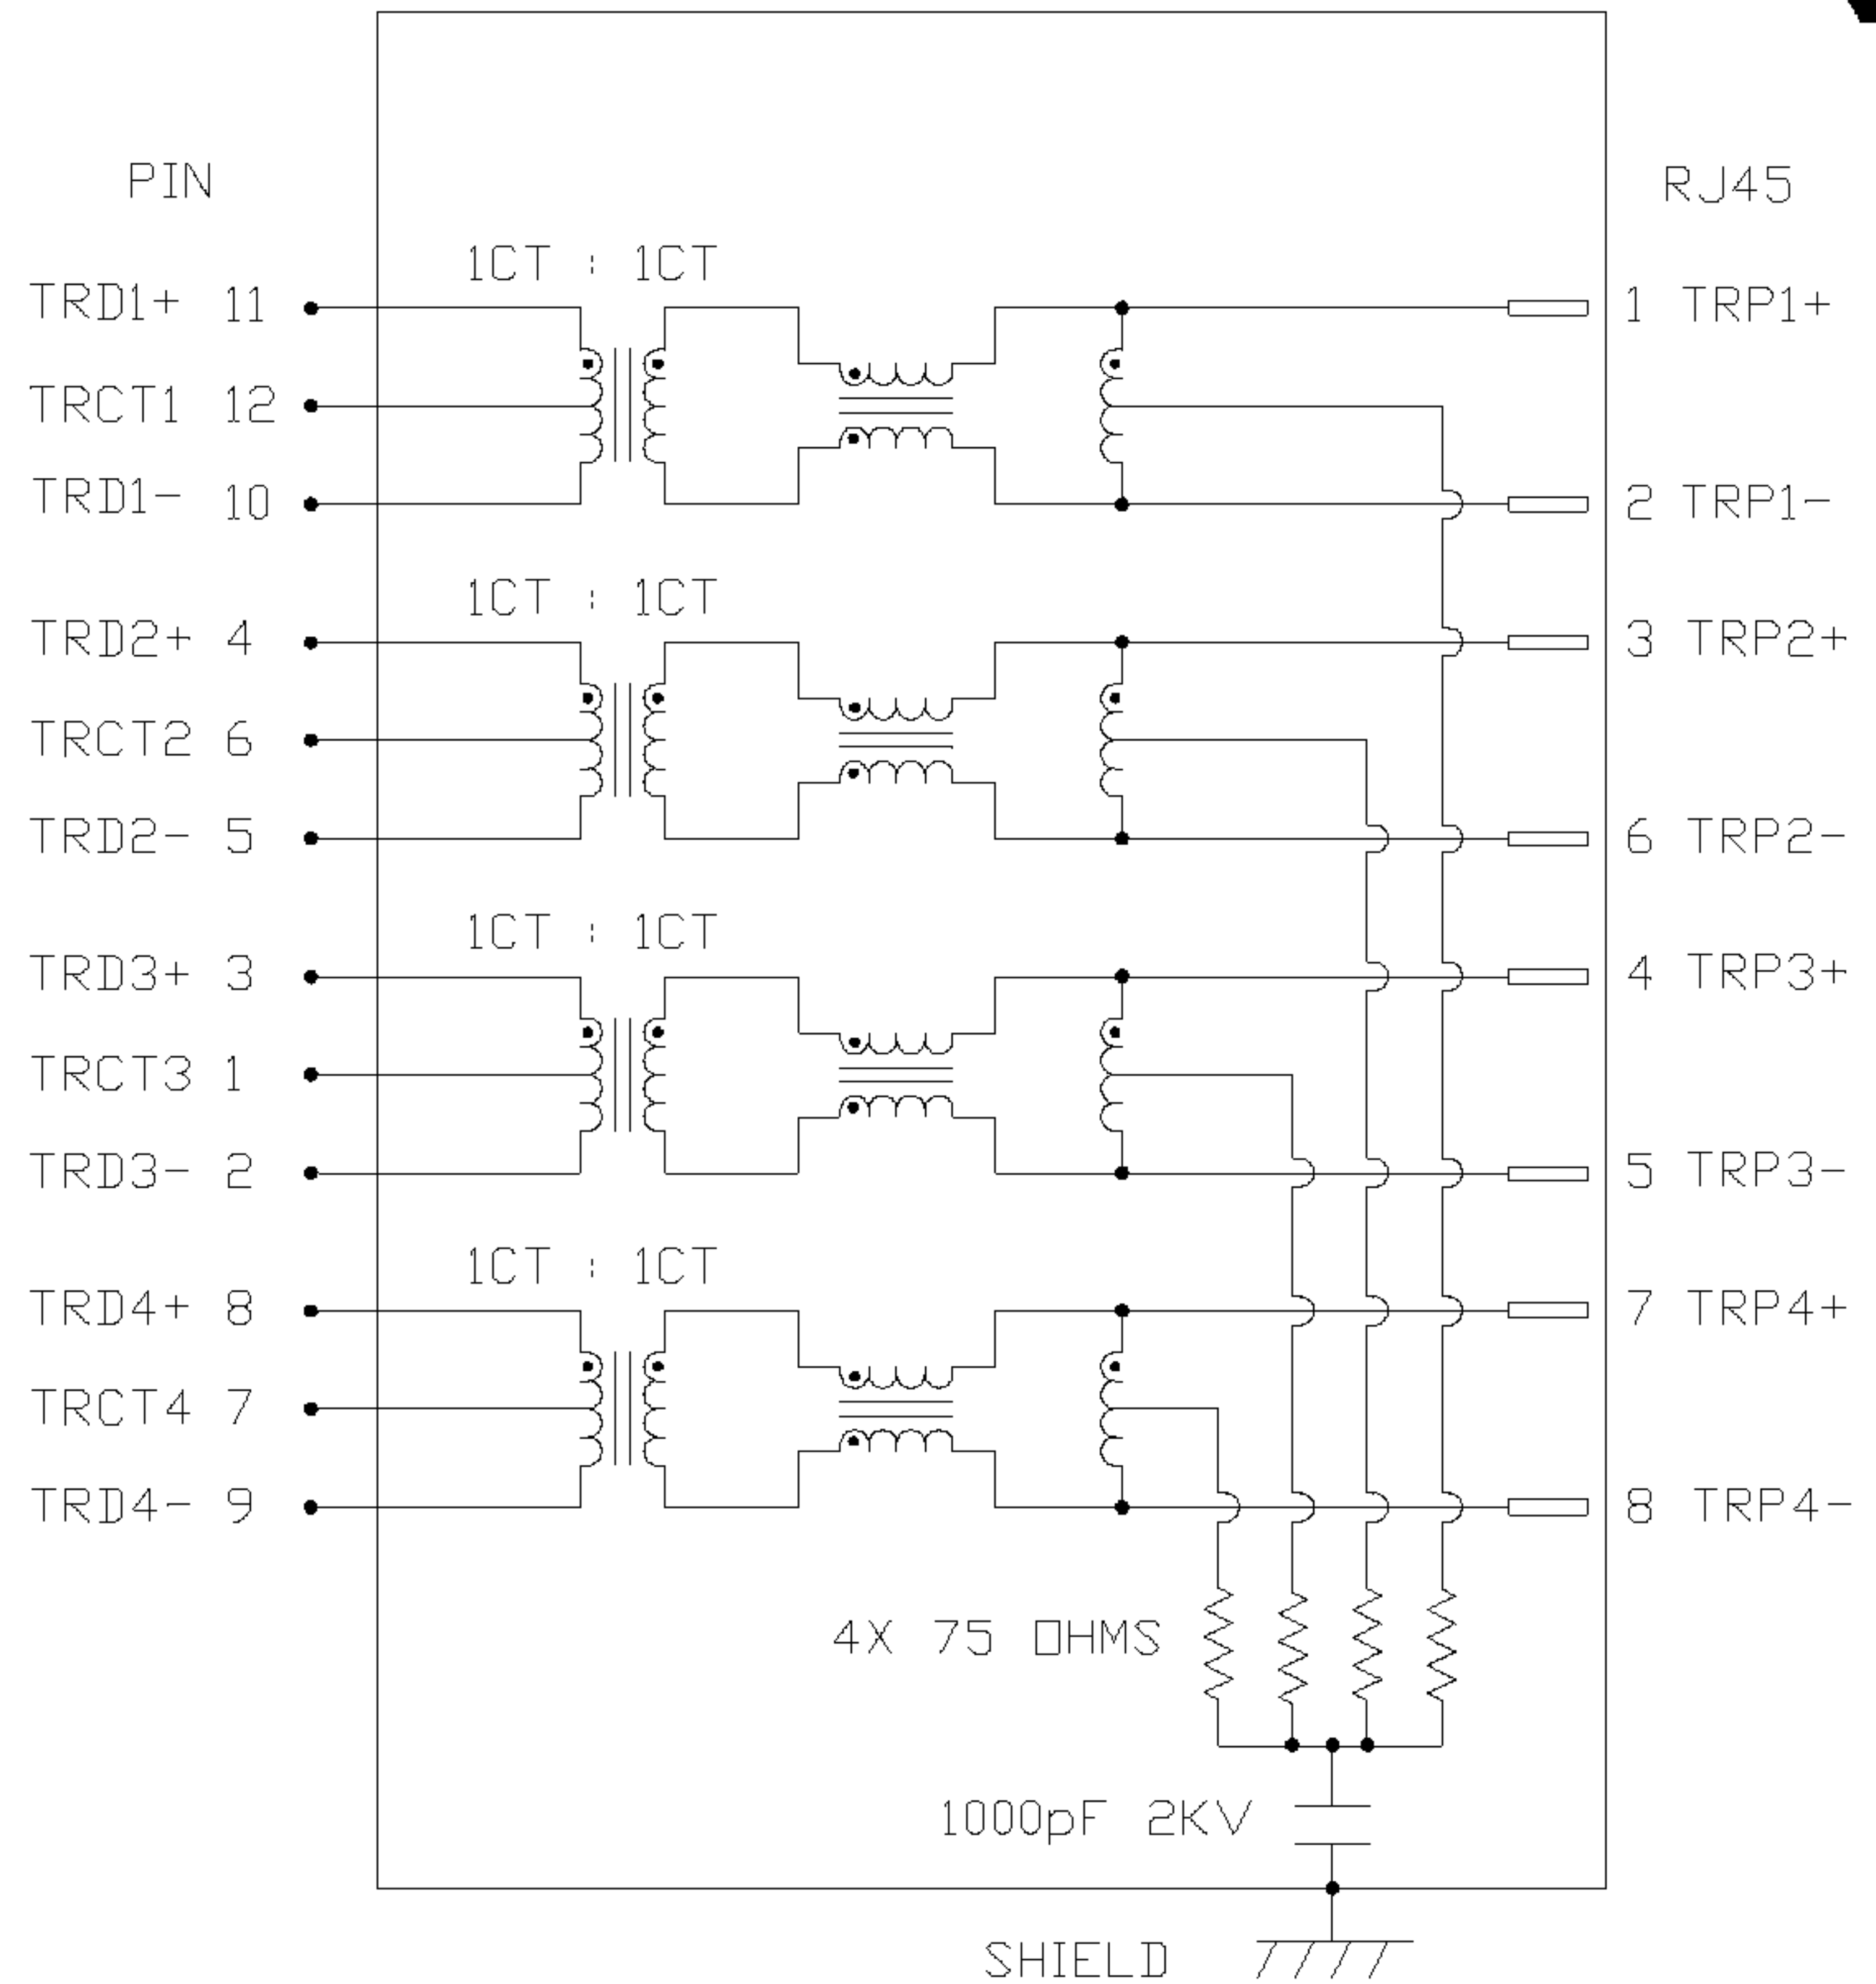 PIN
RJ45
1CT : 1CT
TRD1+ 11
1 TRP1+
TRCT1 12
TRD1- 10
2 TRP1-
1CT : 1CT
TRD2+ 4
3 TRP2+
TRCT2 6
TRD2- 5
6 TRP2-
1CT : 1CT
TRD3+ 3
4 TRP3+
TRCT3 1
TRD3- 2
5 TRP3-
1CT : 1CT
TRD4+ 8
7 TRP4+
TRCT4 7
TRD4- 9
8 TRP4-
4X 75 OHMS
1000pF 2KV
SHIELD